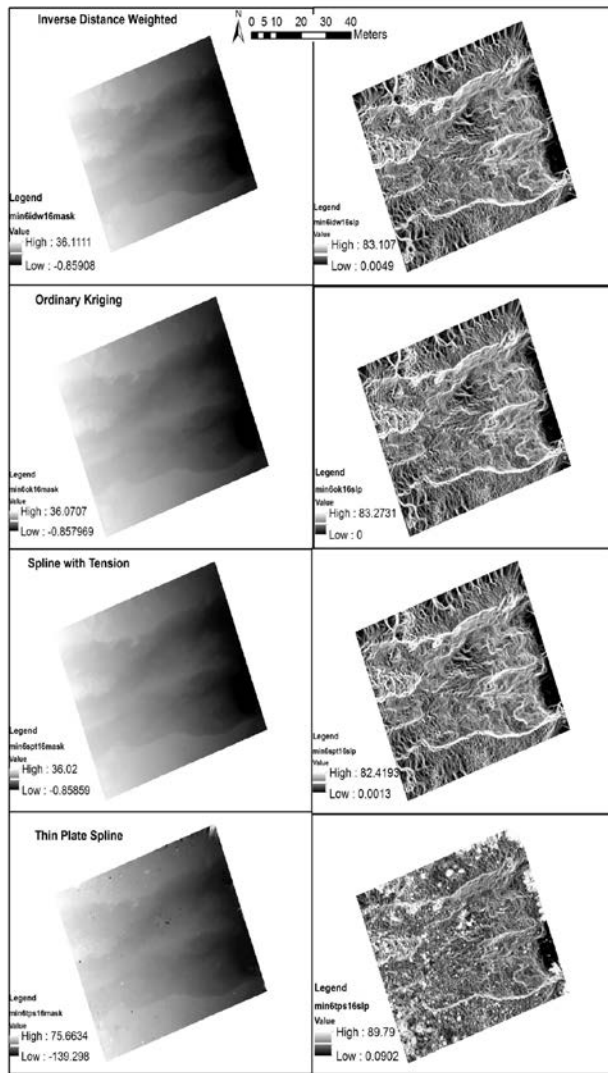 Inverse Distance Weighted
N
0 5 10 20 30 40
Meters
Legend
min6idw16mask
Value
High : 36.1111
Low : -0.85908
Legend
min6idw16slp
Value
High : 83.107
Low : 0.0049
Ordinary Kriging
Legend
min6ok16mask
Value
High : 36.0707
Low : -0.857969
Legend
min6ok16slp
Value
High : 83.2731
Low : 0
Spline with Tension
Legend
min6spt16mask
Value
High : 36.02
Low : -0.85859
Legend
min6spt16slp
Value
High : 82.4193
Low : 0.0013
Thin Plate Spline
Legend
min6tps16mask
Value
High : 75.6634
Low : -139.298
Legend
min6tps16slp
Value
High : 89.79
Low : 0.0902